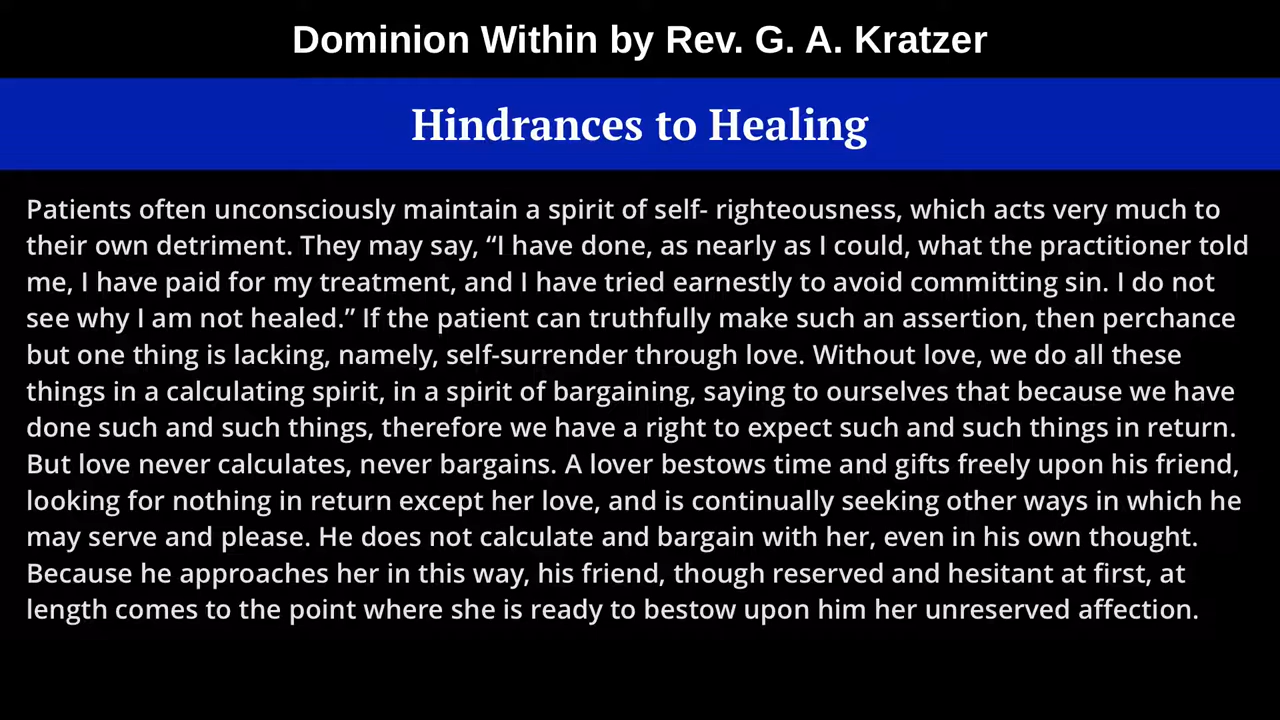 Dominion Within by Rev. G. A. Kratzer
Hindrances to Healing
Patients often unconsciously maintain a spirit of self- righteousness, which acts very much to
their own detriment. They may say, “I have done, as nearly as I could, what the practitioner told
me, I have paid for my treatment, and I have tried earnestly to avoid committing sin. I do not
see why I am not healed.” If the patient can truthfully make such an assertion, then perchance
but one thing is lacking, namely, self-surrender through love. Without love, we do all these
things in a calculating spirit, in a spirit of bargaining, saying to ourselves that because we have
done such and such things, therefore we have a right to expect such and such things in return.
But love never calculates, never bargains. A lover bestows time and gifts freely upon his friend,
looking for nothing in return except her love, and is continually seeking other ways in which he
may serve and please. He does not calculate and bargain with her, even in his own thought.
Because he approaches her in this way, his friend, though reserved and hesitant at first, at
length comes to the point where she is ready to bestow upon him her unreserved affection.